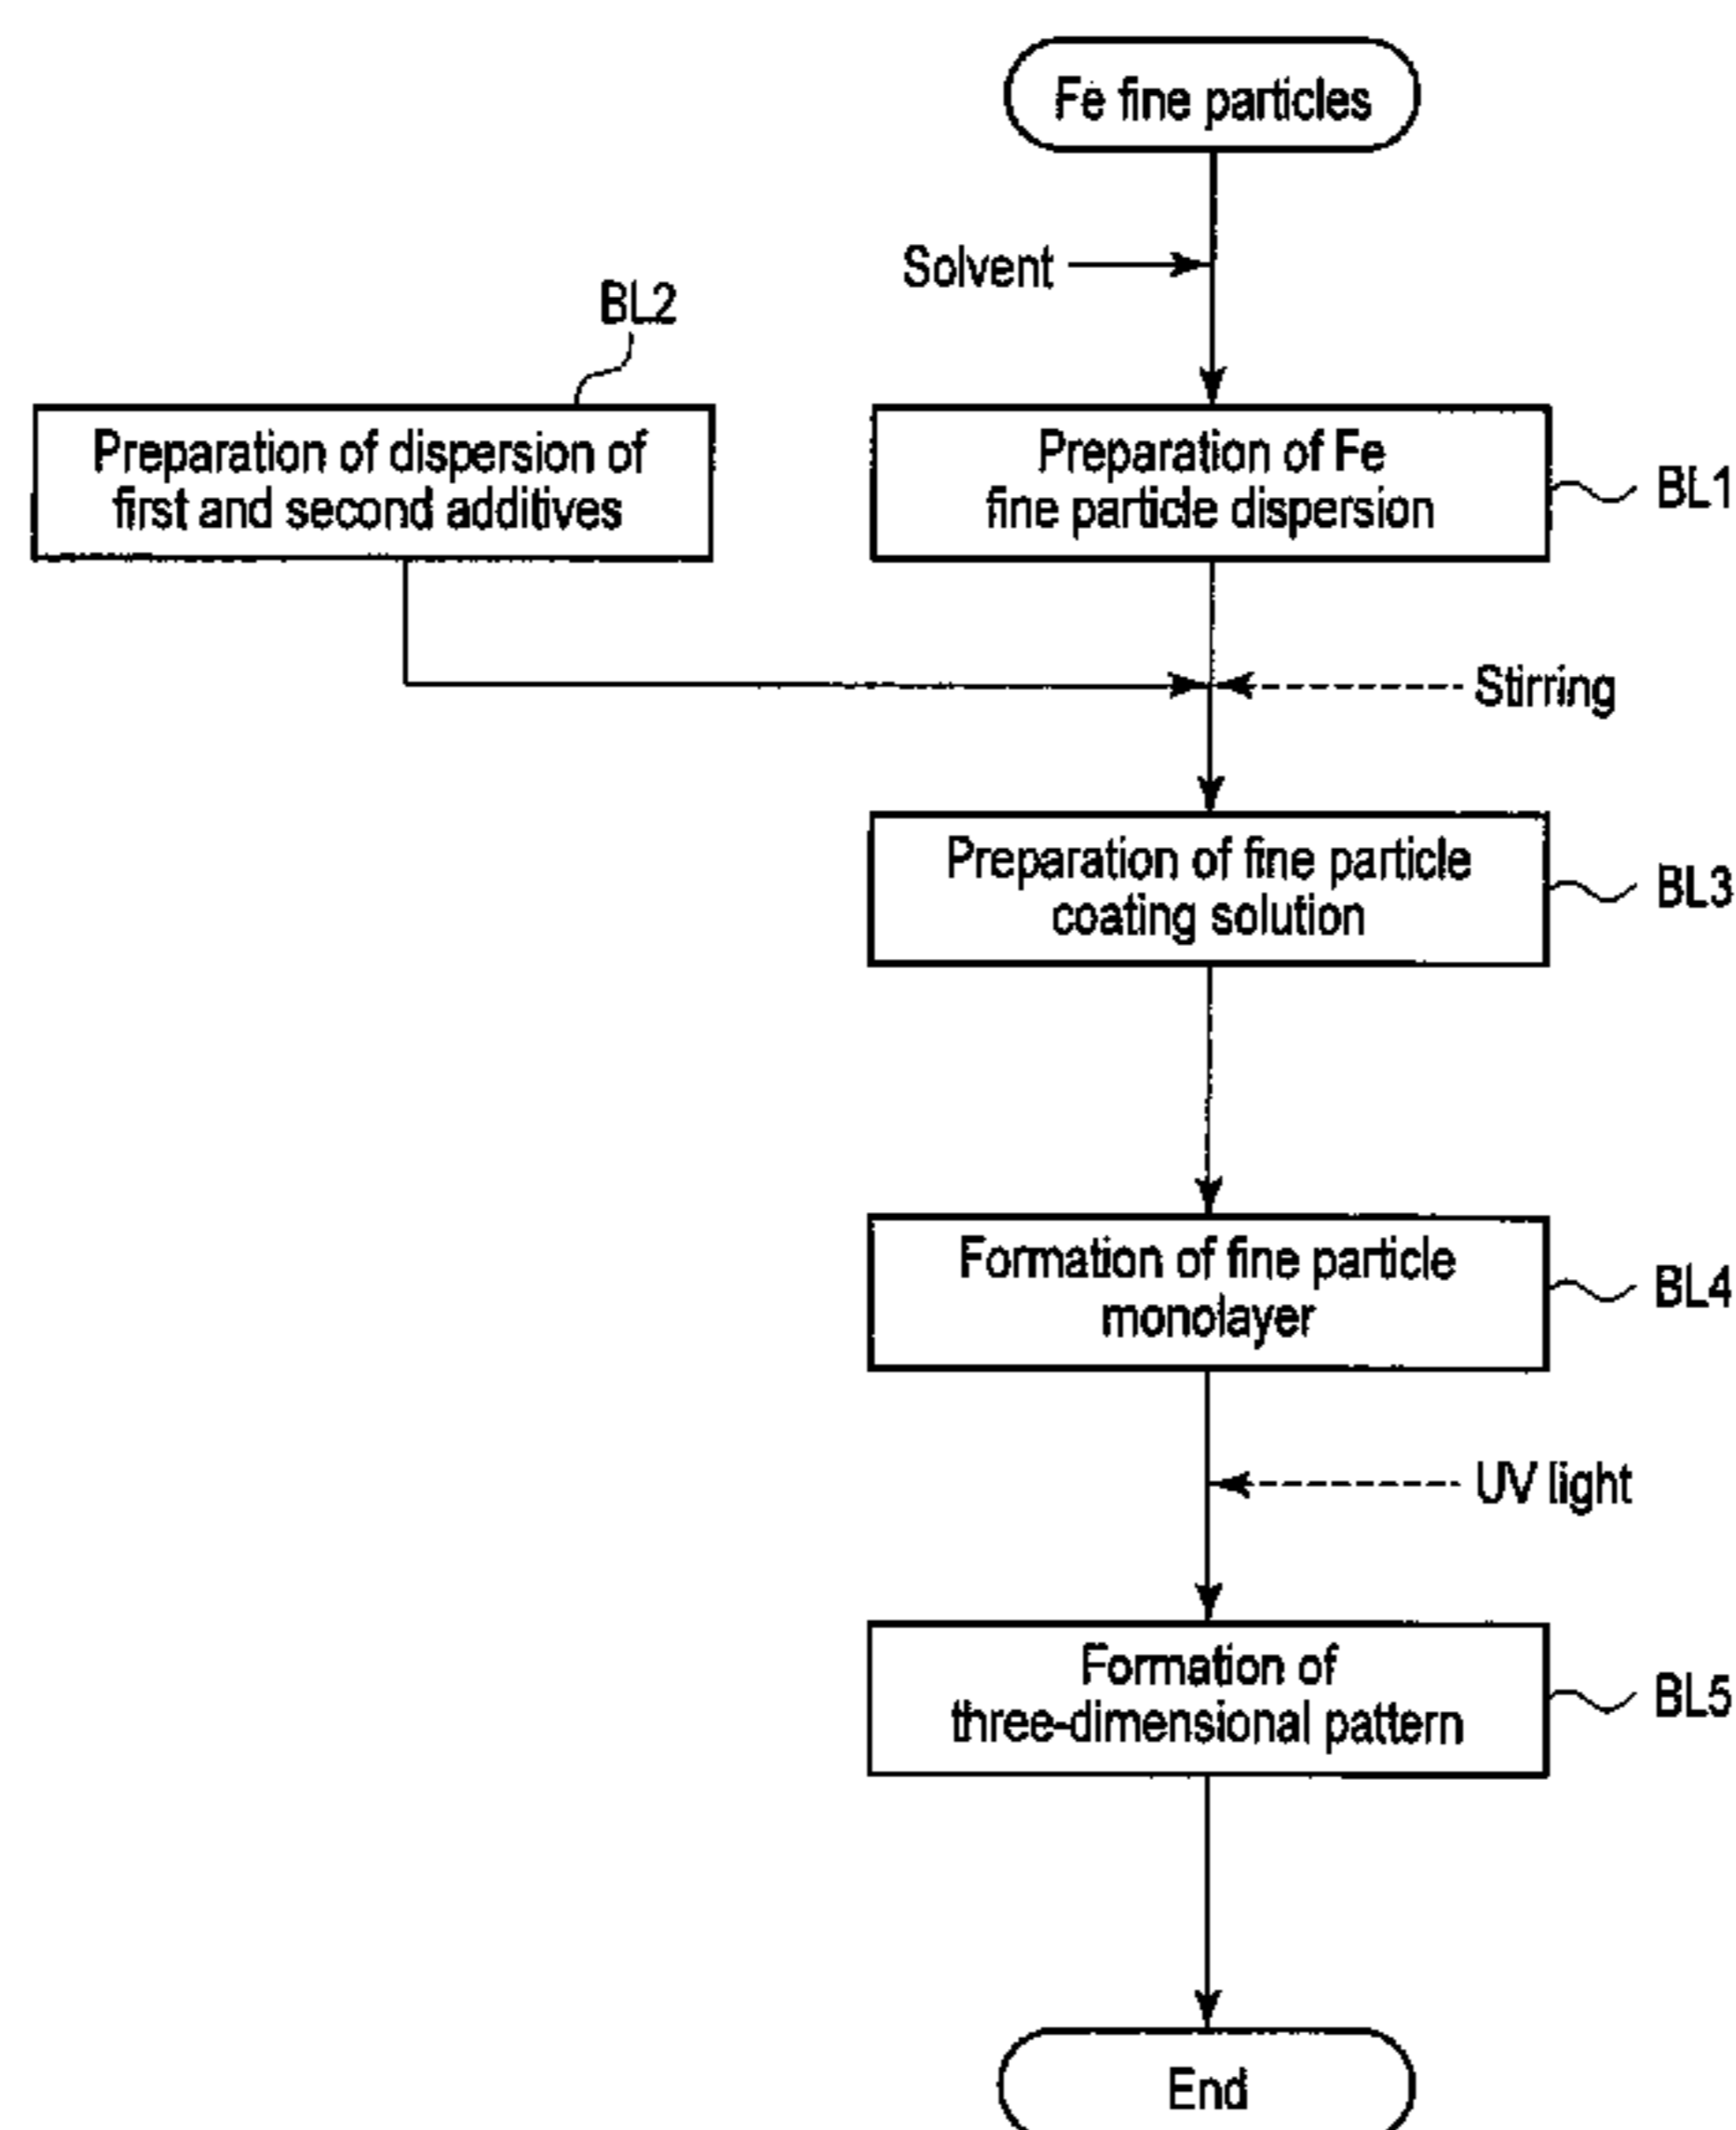 Fe fine particles
Solvent
BL2
Preparation of dispersion of
first and second additives
Preparation of Fe
fine particle dispersion
BL1
Stirring
Preparation of fine particle
coating solution
BL3
Formation of fine particle
monolayer
BL4
UV light
Formation of
three-dimensional pattern
BL5
End